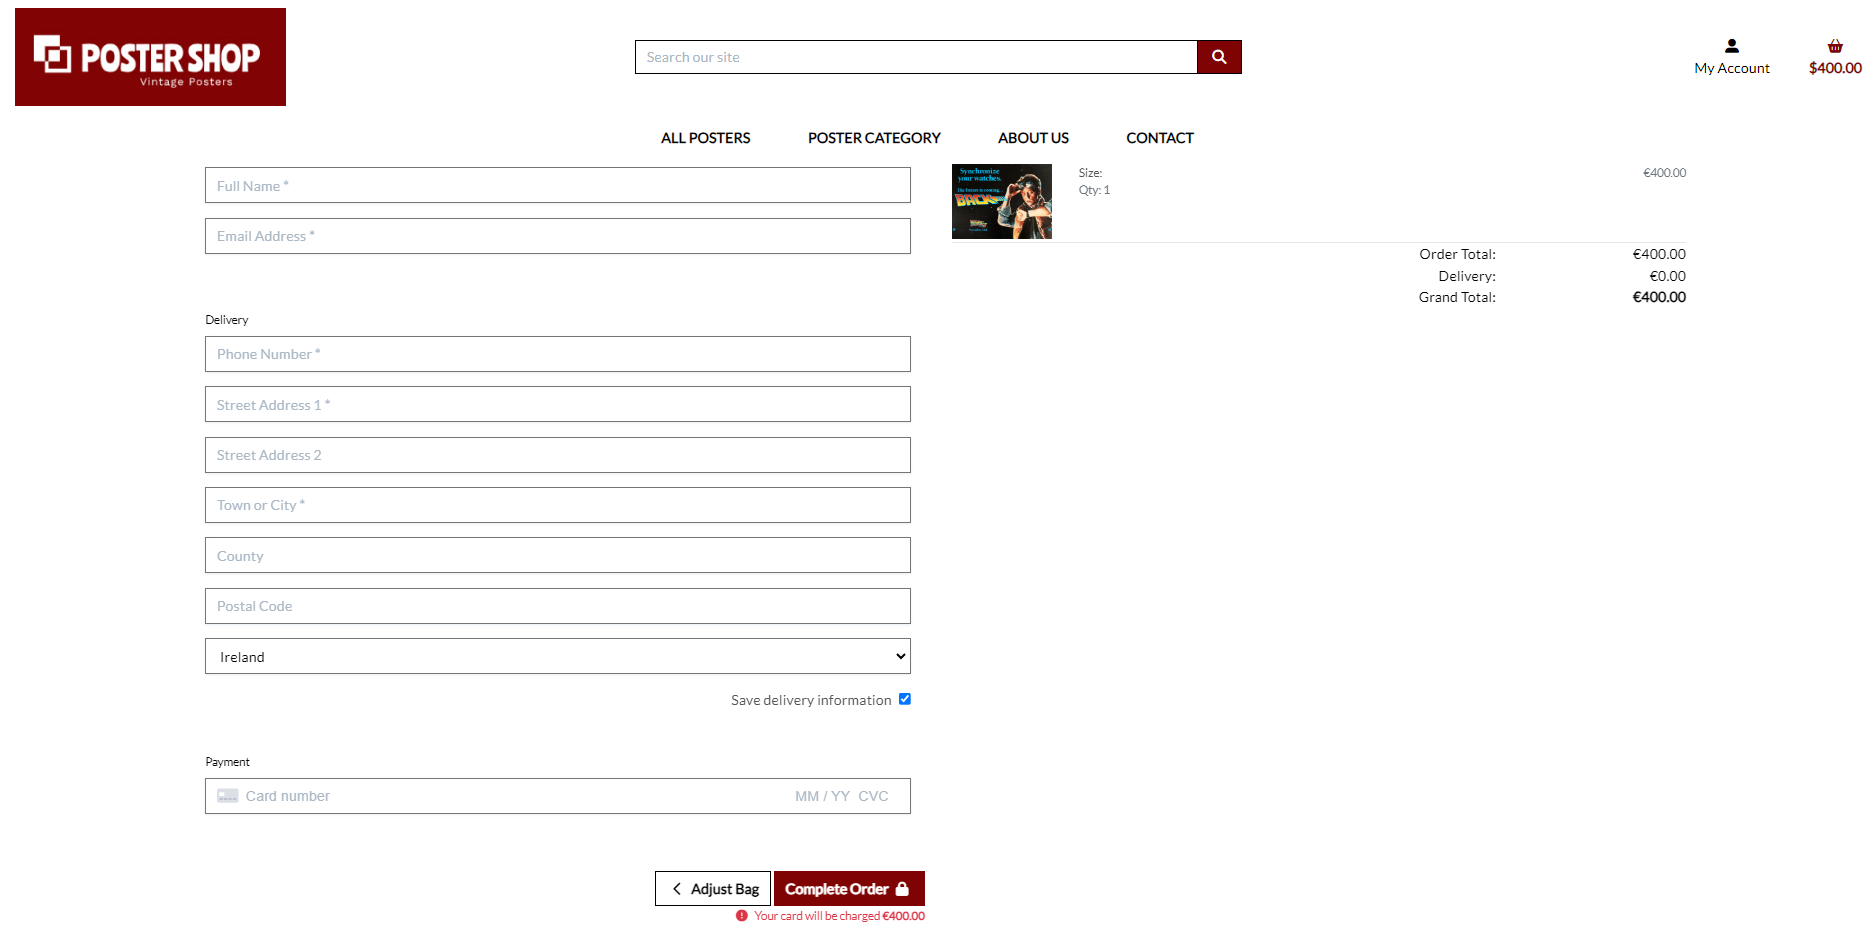 POSTER SHOP
Vintage Posters
Search our site
My Account
$400.00
ALL POSTERS
POSTER CATEGORY
ABOUT US
CONTACT
Full Name *
Email Address *
Delivery
Phone Number *
Street Address 1 *
Street Address 2
Town or City *
County
Postal Code
Ireland
Save delivery information
Payment
Card number MM / YY CVC
Adjust Bag
Complete Order
Your card will be charged €400.00
Synchronize
your watches.
The future is coming...
BACK
Size:
Qty: 1
€400.00
Order Total: €400.00
Delivery: €0.00
Grand Total: €400.00